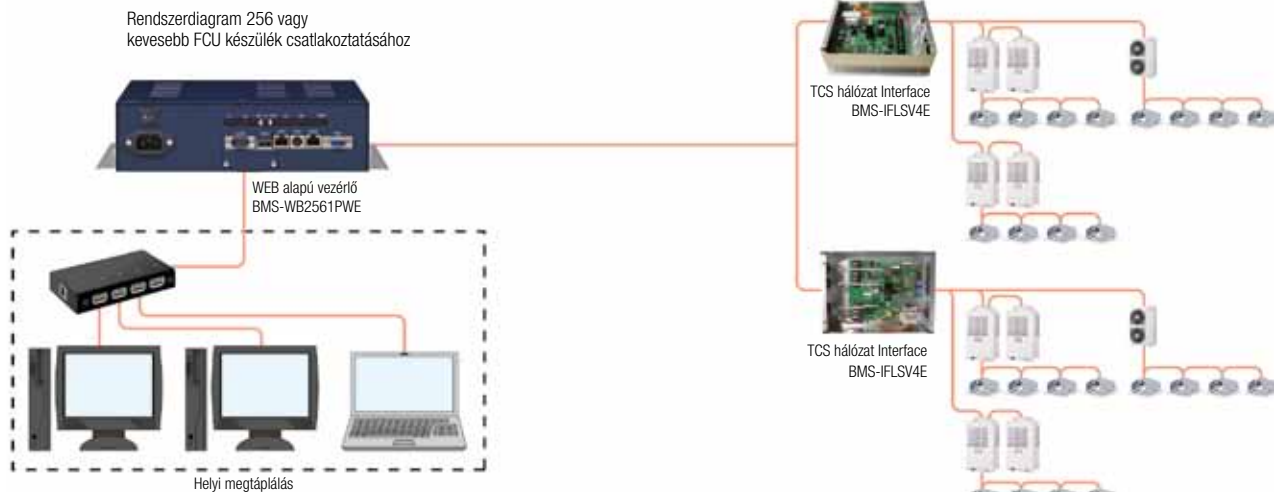 Rendszerdiagram 256 vagy
kevesebb FCU készülék csatlakoztatásához
WEB alapú vezérlő
BMS-WB2561PWE
Helyi megtáplálás
TCS hálózat Interface
BMS-IFLSV4E
TCS hálózat Interface
BMS-IFLSV4E